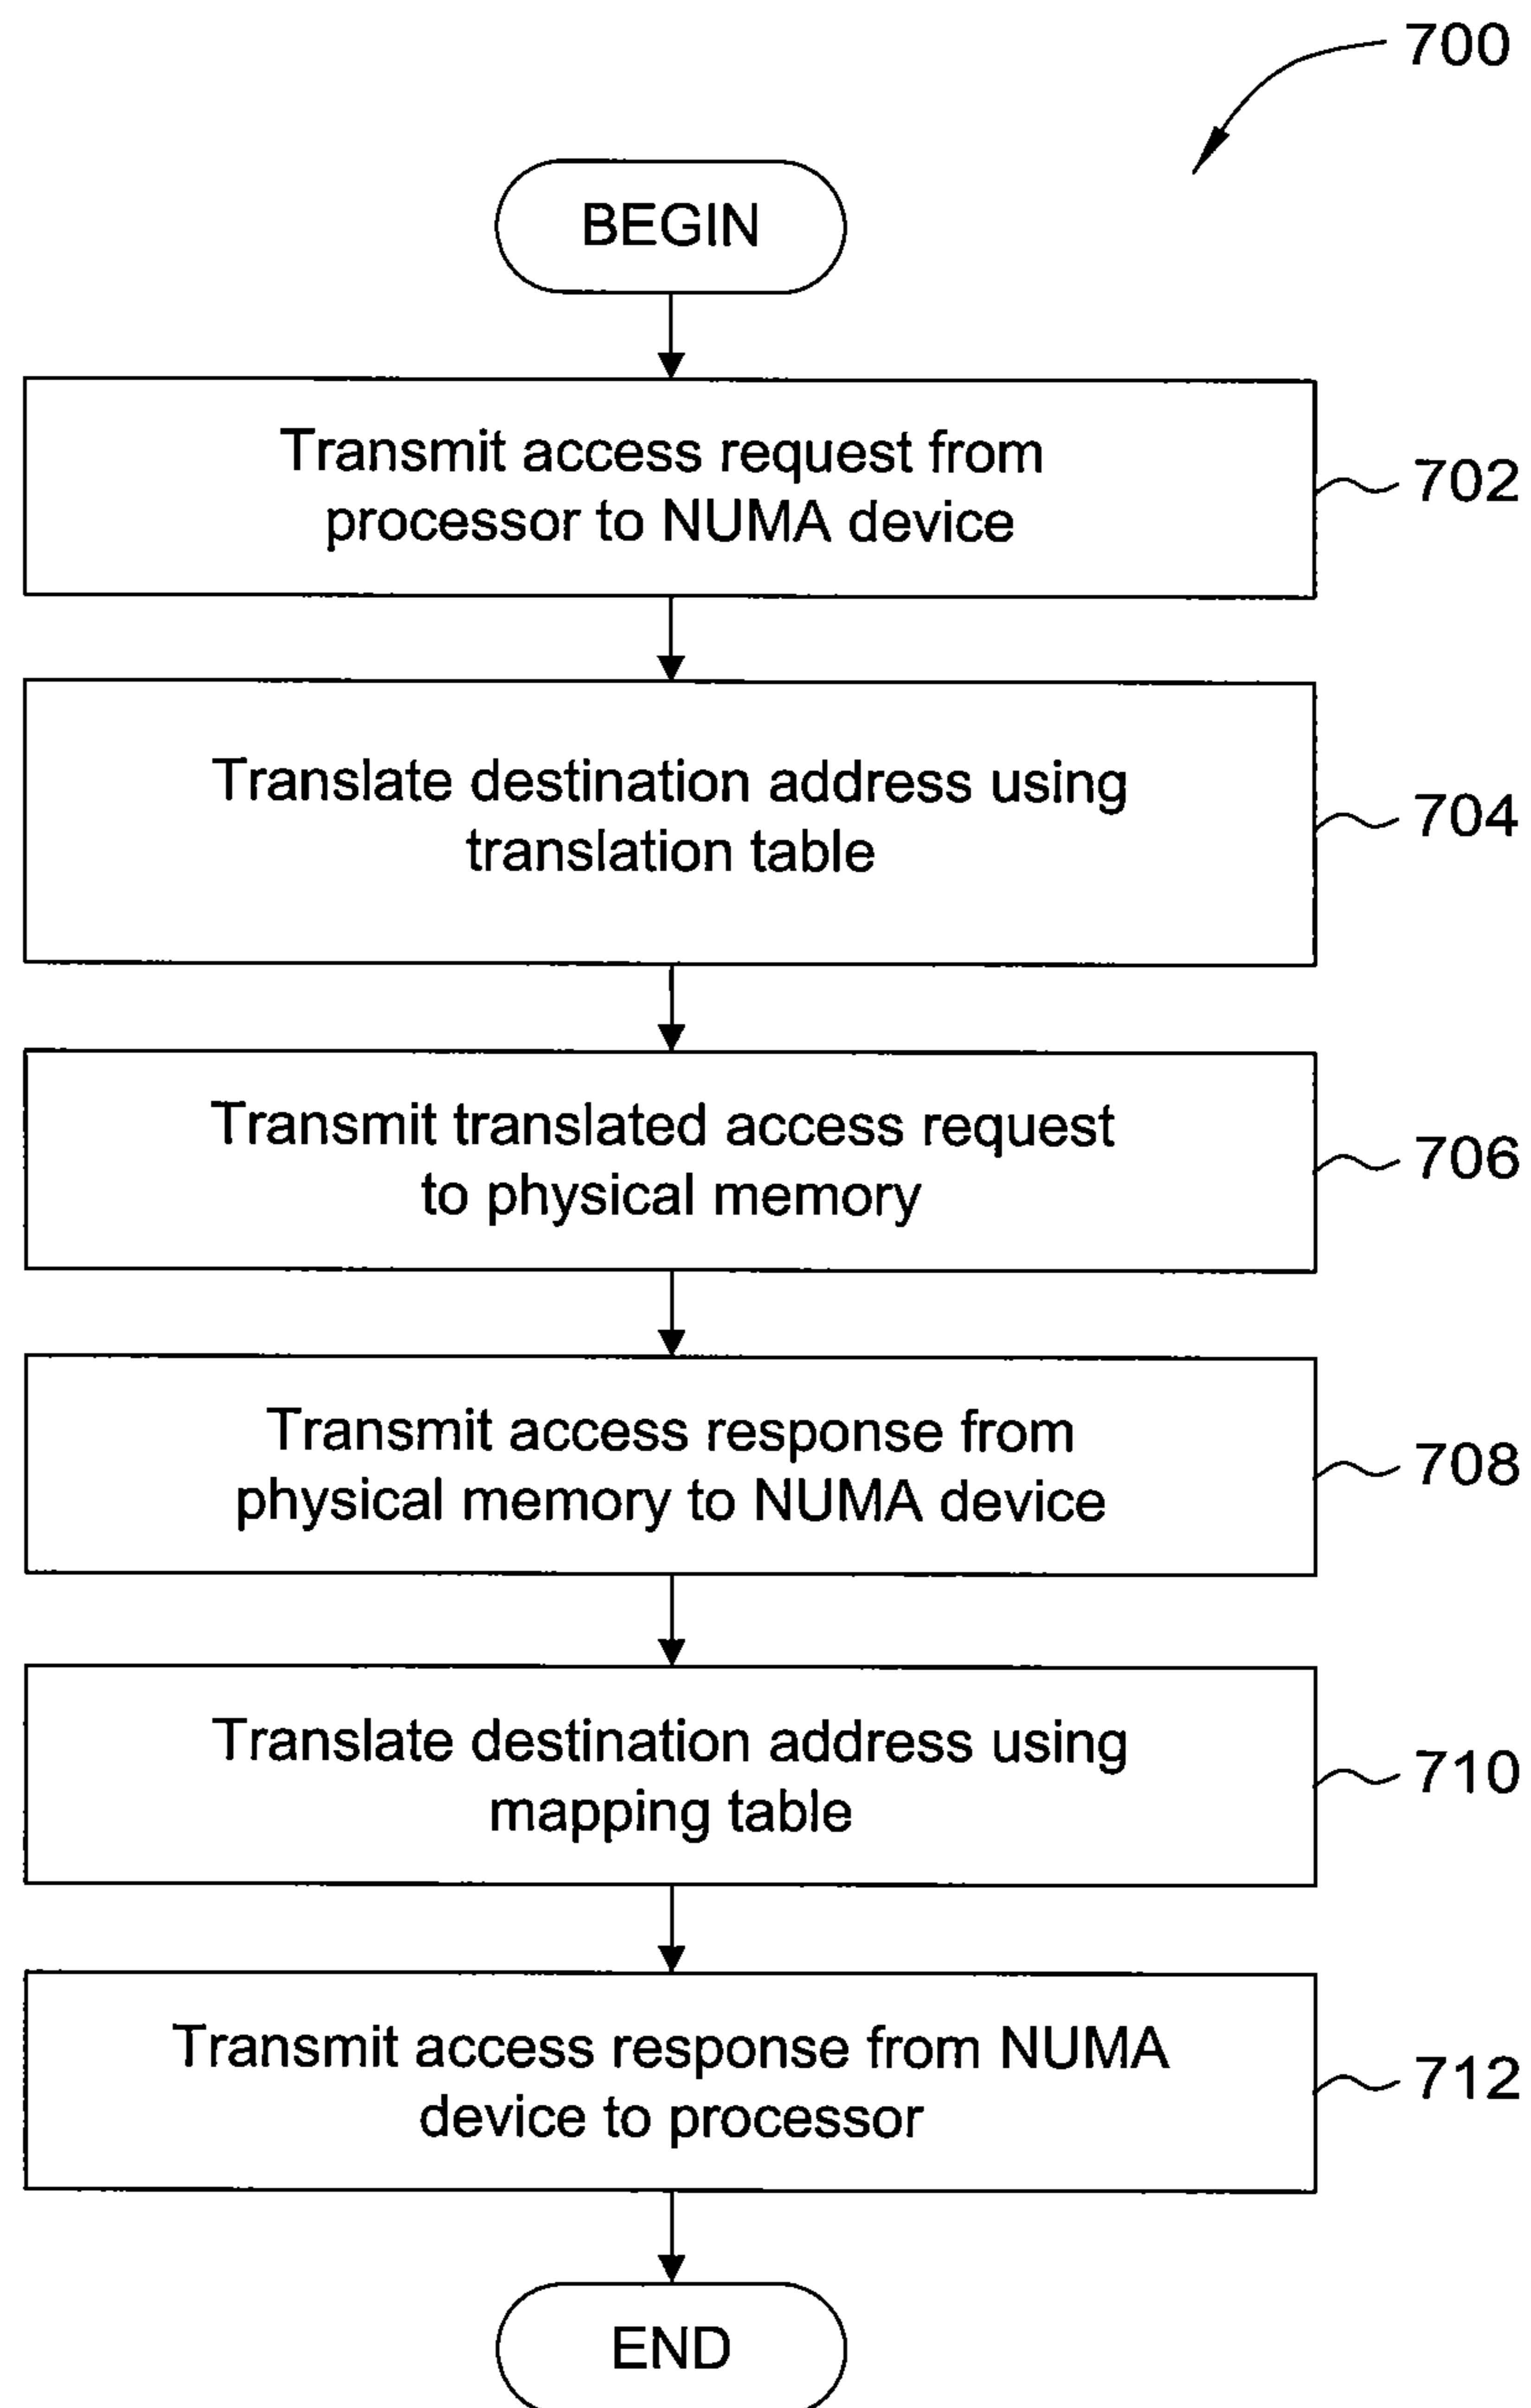 700
BEGIN
Transmit access request from
processor to NUMA device
702
Translate destination address using
translation table
704
Transmit translated access request
to physical memory
706
Transmit access response from
physical memory to NUMA device
708
Translate destination address using
mapping table
710
Transmit access response from NUMA
device to processor
712
END